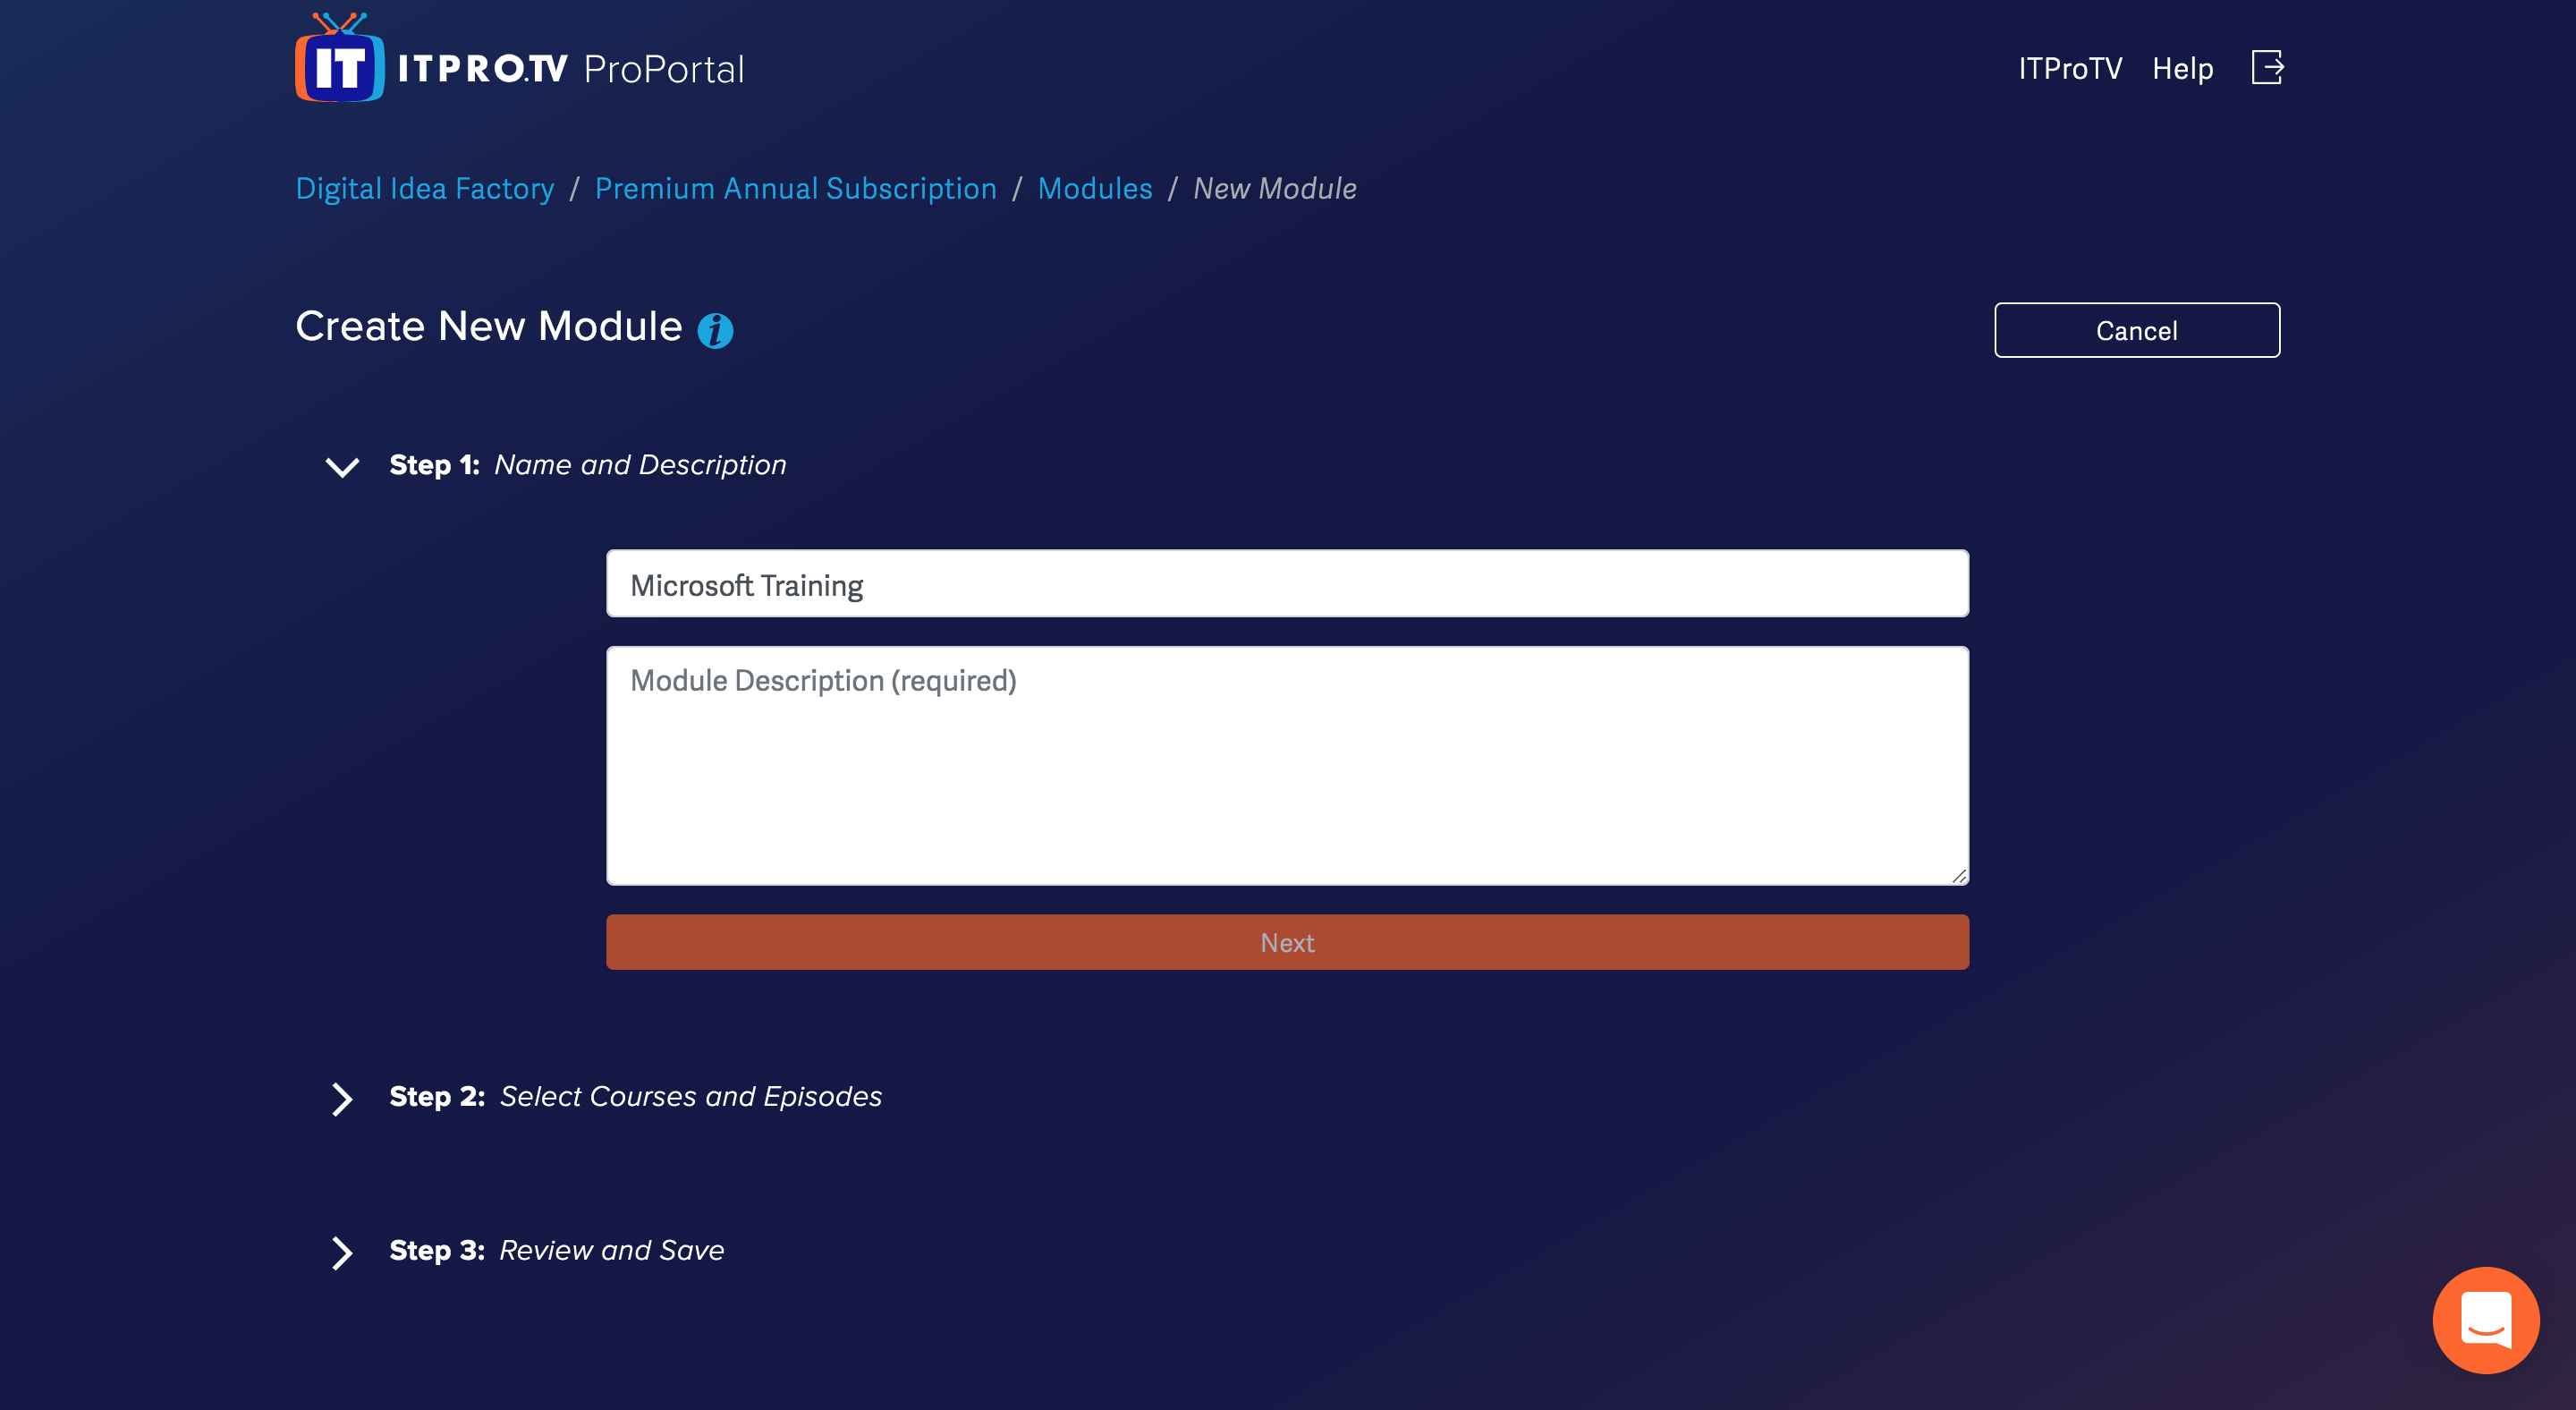 IT ITPRO.TV ProPortal
ITProTV Help
Digital Idea Factory / Premium Annual Subscription / Modules / New Module
Create New Module i
Cancel
Step 1: Name and Description
Microsoft Training
Module Description (required)
Next
Step 2: Select Courses and Episodes
Step 3: Review and Save